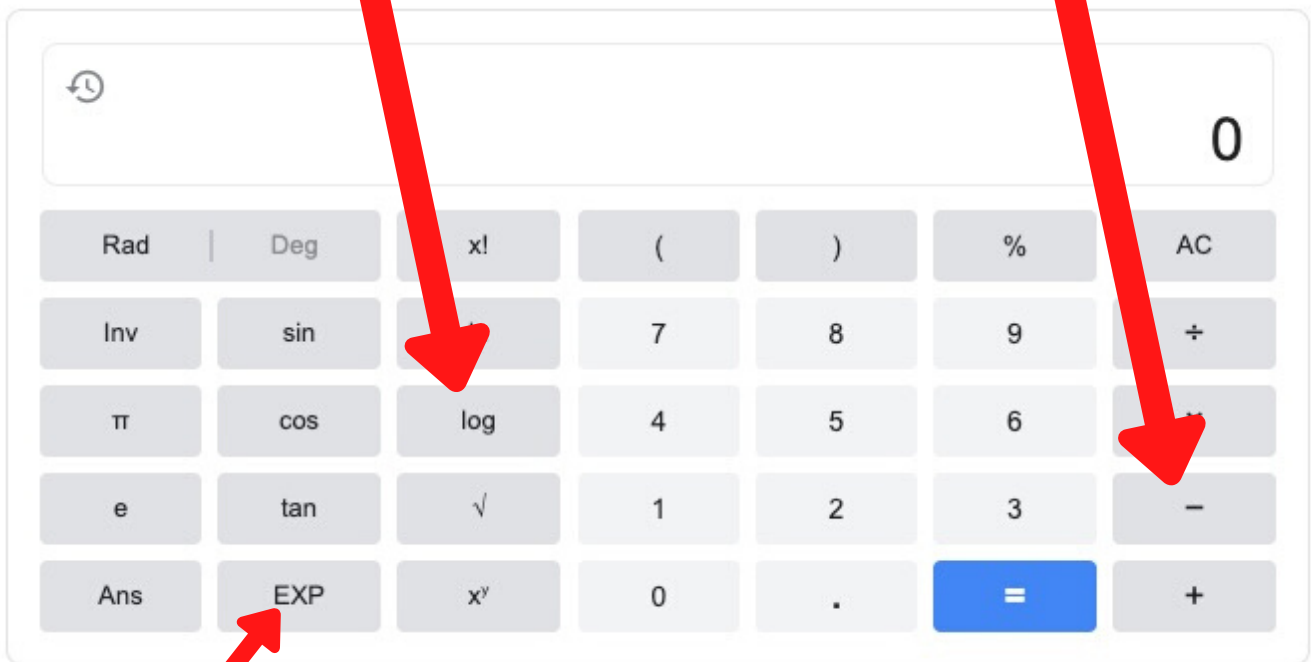 0
Rad | Deg x! ( ) % AC
Inv sin 7 8 9 ÷
π cos log 4 5 6
e tan √ 1 2 3 −
Ans EXP xʸ 0 . = +